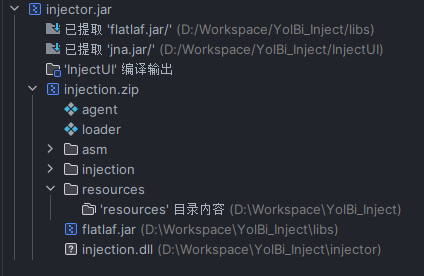 injector.jar
已提取 'flatlaf.jar/' (D:/Workspace/YolBi_Inject/libs)
已提取 'jna.jar/' (D:/Workspace/YolBi_Inject/InjectUI)
'InjectUI' 编译输出
injection.zip
agent
loader
asm
injection
resources
'resources' 目录内容 (D:\Workspace\YolBi_Inject)
flatlaf.jar (D:\Workspace\YolBi_Inject\libs)
injection.dll (D:\Workspace\YolBi_Inject\injector)